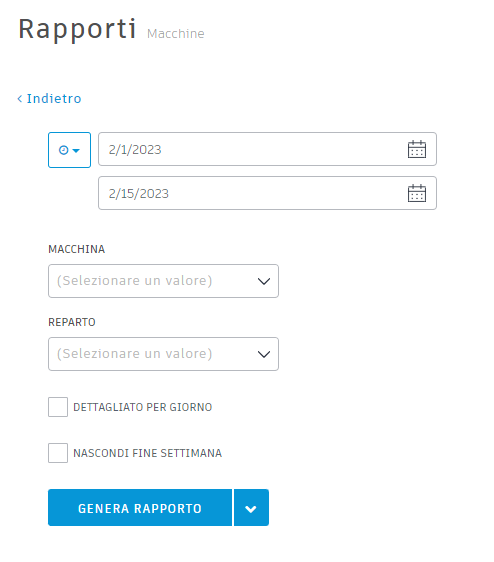 Rapporti Macchine
‹ Indietro
2/1/2023
2/15/2023
MACCHINA
(Selezionare un valore)
REPARTO
(Selezionare un valore)
DETTAGLIATO PER GIORNO
NASCONDI FINE SETTIMANA
GENERA RAPPORTO